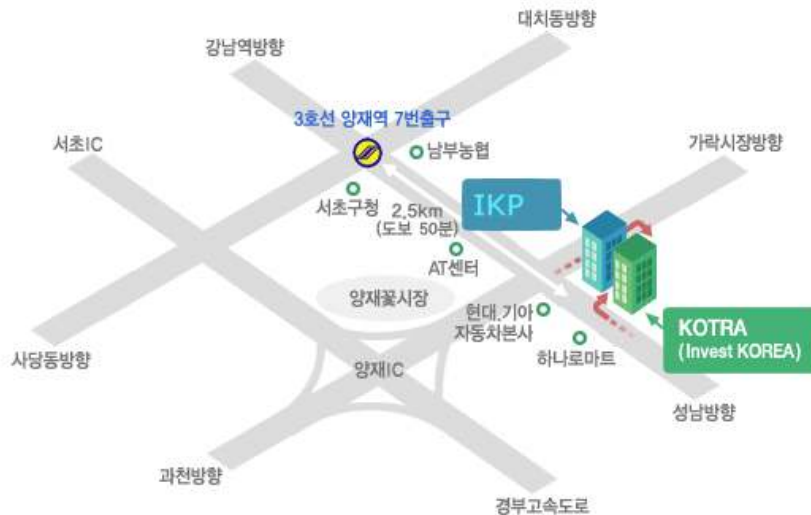 대치동방향
강남역방향
3호선 양재역 7번출구
서초IC
남부농협
가락시장방향
서초구청
2.5km
(도보 50분)
IKP
AT센터
양재꽃시장
현대.기아
자동차본사
KOTRA
(Invest KOREA)
하나로마트
사당동방향
양재IC
성남방향
과천방향
경부고속도로